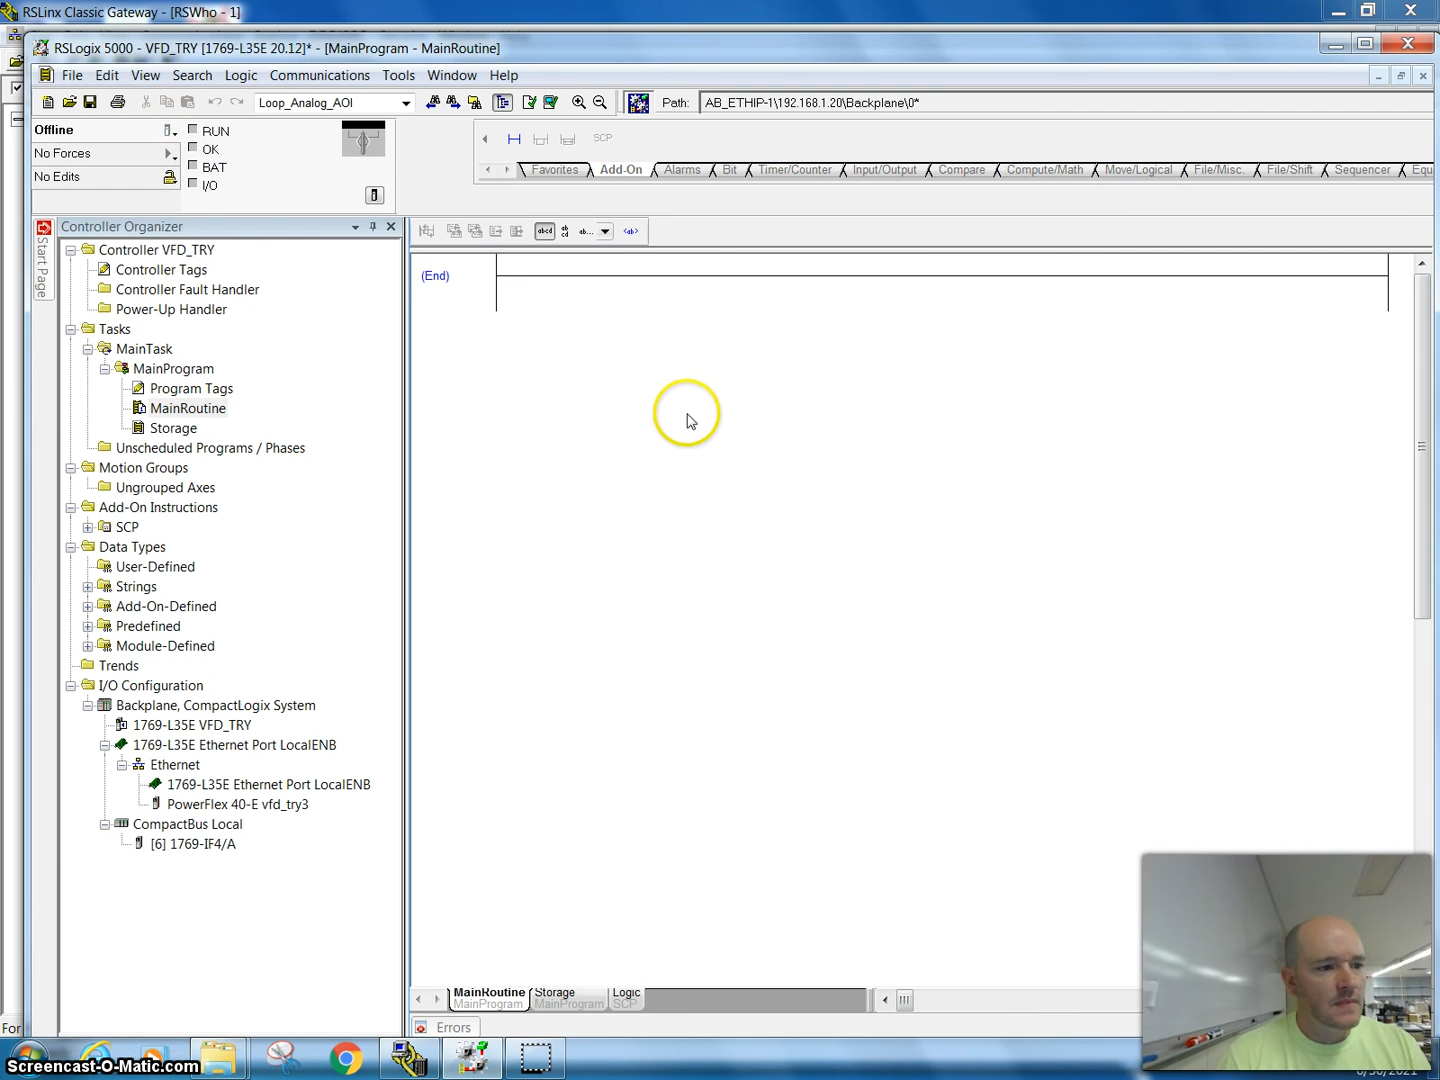 RSLinx Classic Gateway - [RSWho - 1]
RSLogix 5000 - VFD_TRY [1769-L35E 20.12]* - [MainProgram - MainRoutine]
File Edit View Search Logic Communications Tools Window Help
Loop_Analog_AOI
Path: AB_ETHIP-1\192.168.1.20\Backplane\0*
Offline
RUN
No Forces
OK
BAT
No Edits
I/O
SCP
Favorites Add-On Alarms Bit Timer/Counter Input/Output Compare Compute/Math Move/Logical File/Misc. File/Shift Sequencer Equ
Start Page
Controller Organizer
Controller VFD_TRY
Controller Tags
Controller Fault Handler
Power-Up Handler
Tasks
MainTask
MainProgram
Program Tags
MainRoutine
Storage
Unscheduled Programs / Phases
Motion Groups
Ungrouped Axes
Add-On Instructions
SCP
Data Types
User-Defined
Strings
Add-On-Defined
Predefined
Module-Defined
Trends
I/O Configuration
Backplane, CompactLogix System
1769-L35E VFD_TRY
1769-L35E Ethernet Port LocalENB
Ethernet
1769-L35E Ethernet Port LocalENB
PowerFlex 40-E vfd_try3
CompactBus Local
[6] 1769-IF4/A
abcd
ab
cd
ab...
<ab>
(End)
MainRoutine
MainProgram
Storage
MainProgram
Logic
SCP
Errors
For
Screencast-O-Matic.com